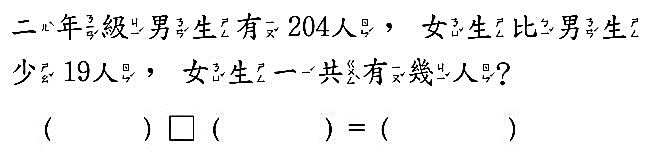 二年級男生有204人，女生比男生
少19人，女生一共有幾人?
(　　　)□(　　　)=(　　　)